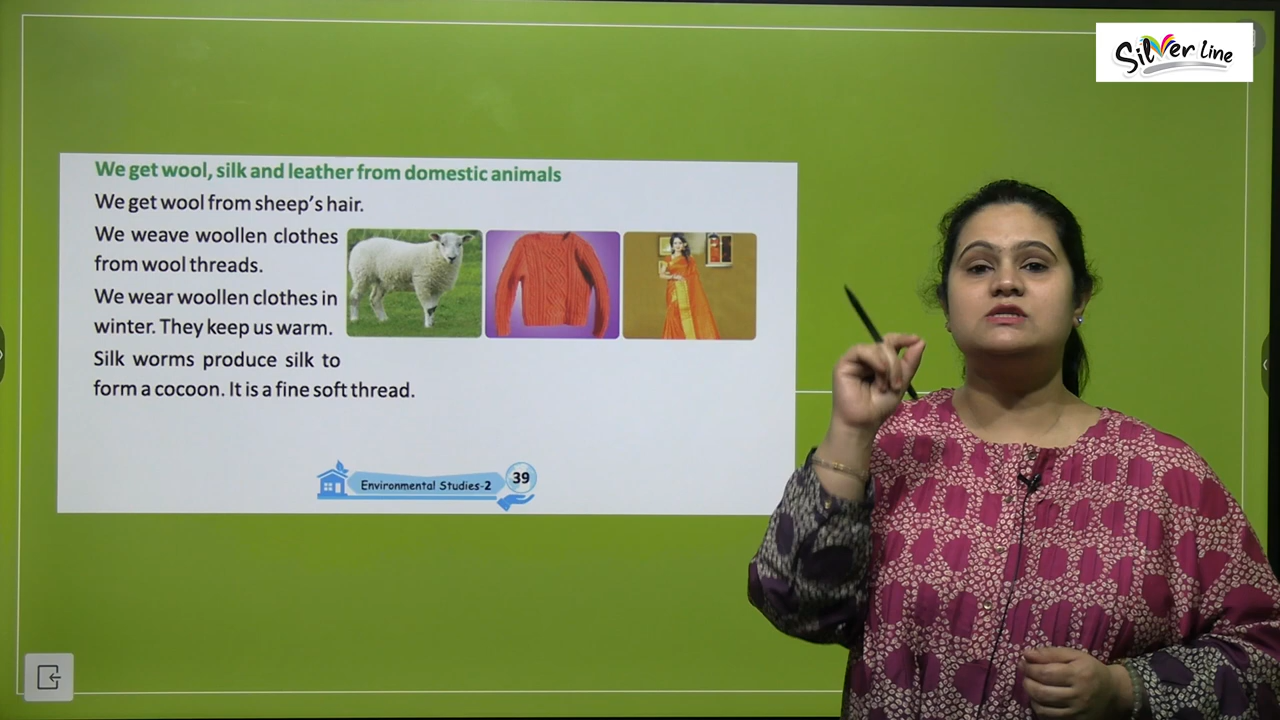 Silver Line
We get wool, silk and leather from domestic animals
We get wool from sheep's hair.
We weave woollen clothes
from wool threads.
We wear woollen clothes in
winter. They keep us warm.
Silk worms produce silk to
form a cocoon. It is a fine soft thread.
Environmental Studies-2 39